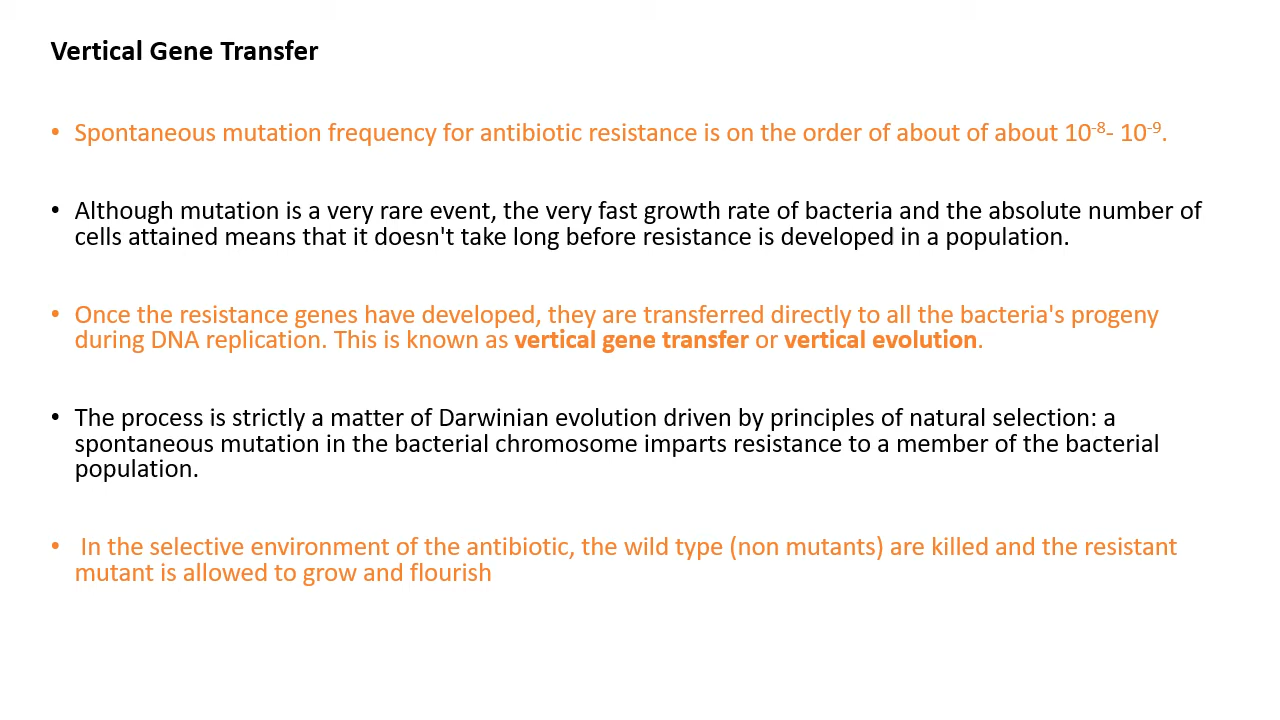 Vertical Gene Transfer
• Spontaneous mutation frequency for antibiotic resistance is on the order of about of about 10⁻⁸- 10⁻⁹.
• Although mutation is a very rare event, the very fast growth rate of bacteria and the absolute number of
cells attained means that it doesn't take long before resistance is developed in a population.
• Once the resistance genes have developed, they are transferred directly to all the bacteria's progeny
during DNA replication. This is known as vertical gene transfer or vertical evolution.
• The process is strictly a matter of Darwinian evolution driven by principles of natural selection: a
spontaneous mutation in the bacterial chromosome imparts resistance to a member of the bacterial
population.
• In the selective environment of the antibiotic, the wild type (non mutants) are killed and the resistant
mutant is allowed to grow and flourish